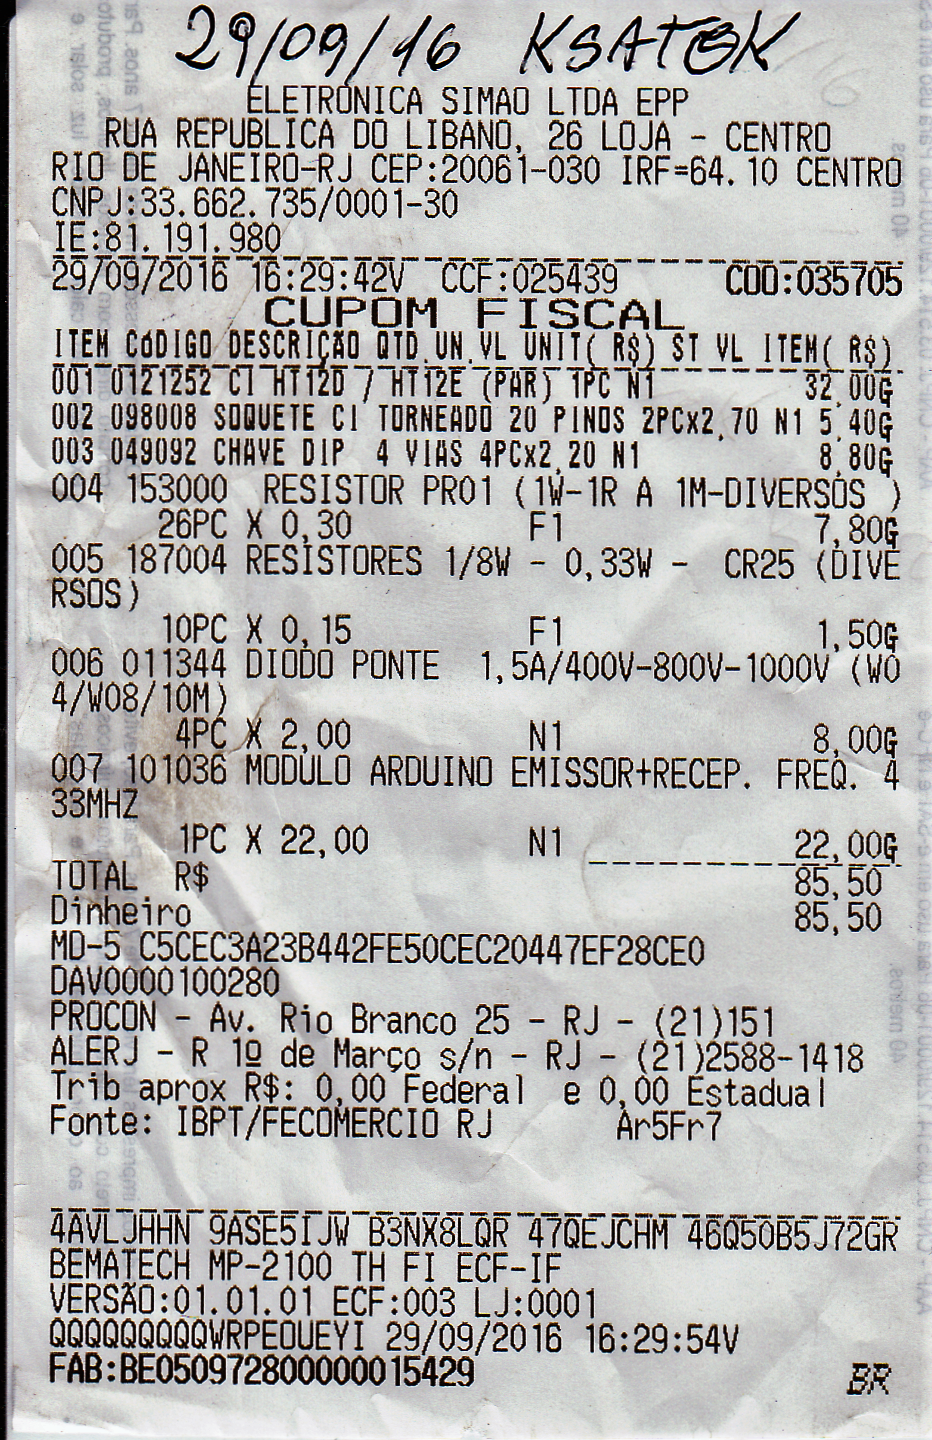 29/09/16 KSATEK
ELETRÔNICA SIMAO LTDA EPP
RUA REPUBLICA DO LIBANO, 26 LOJA - CENTRO
RIO DE JANEIRO-RJ CEP:20061-030 IRF=64.10 CENTRO
CNPJ:33.662.735/0001-30
IE:81.191.980
29/09/2016 16:29:42V CCF:025439 COO:035705
CUPOM FISCAL
ITEM CÓDIGO DESCRIÇÃO QTD.UN.VL UNIT( R$) ST VL ITEM( R$)
001 0121252 CI HT12D / HT12E (PAR) 1PC N1 32,00G
002 098008 SOQUETE CI TORNEADO 20 PINOS 2PCx2,70 N1 5,40G
003 049092 CHAVE DIP 4 VIAS 4PCx2,20 N1 8,80G
004 153000 RESISTOR PR01 (1W-1R A 1M-DIVERSOS )
26PC X 0,30 F1 7,80G
005 187004 RESISTORES 1/8W - 0,33W - CR25 (DIVE
RSOS)
10PC X 0,15 F1 1,50G
006 011344 DIODO PONTE 1,5A/400V-800V-1000V (WO
4/W08/10M)
4PC X 2,00 N1 8,00G
007 101036 MODULO ARDUINO EMISSOR+RECEP. FREQ. 4
33MHZ
1PC X 22,00 N1 22,00G
TOTAL R$ 85,50
Dinheiro 85,50
MD-5 C5CEC3A23B442FE50CEC20447EF28CE0
DAV0000100280
PROCON - Av. Rio Branco 25 - RJ - (21)151
ALERJ - R 1º de Março s/n - RJ - (21)2588-1418
Trib aprox R$: 0,00 Federal e 0,00 Estadual
Fonte: IBPT/FECOMERCIO RJ Ar5Fr7
4AVLJHHN 9ASE5IJW B3NX8LQR 47QEJCHM 46Q50B5J72GR
BEMATECH MP-2100 TH FI ECF-IF
VERSÃO:01.01.01 ECF:003 LJ:0001
QQQQQQQQQWRPEOUEYI 29/09/2016 16:29:54V
FAB:BE050972800000015429
BR